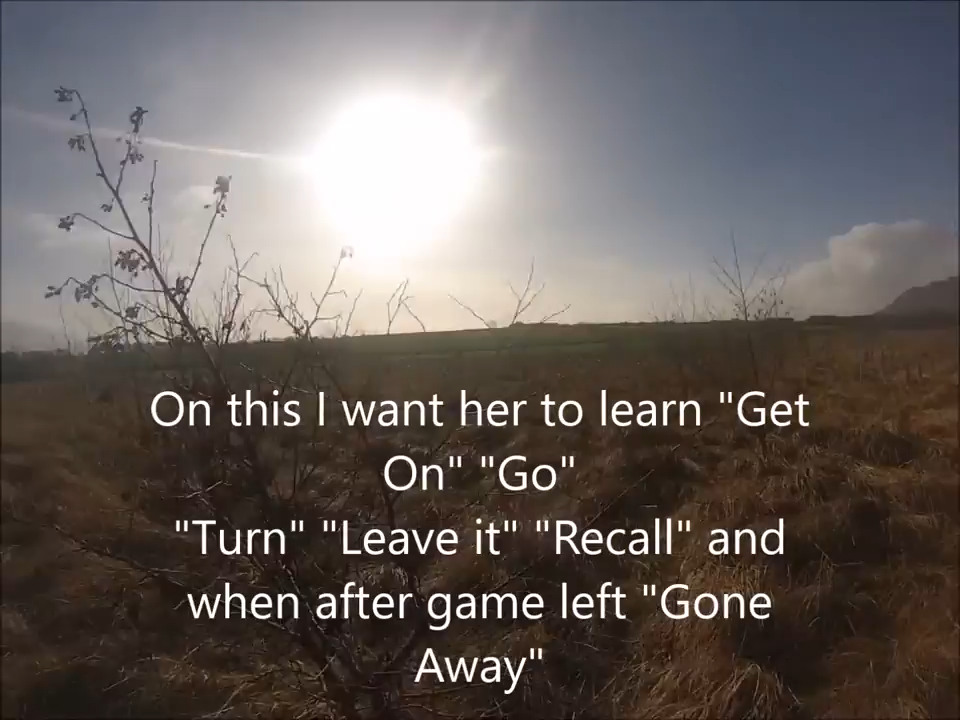 On this I want her to learn "Get
On" "Go"
"Turn" "Leave it" "Recall" and
when after game left "Gone
Away"